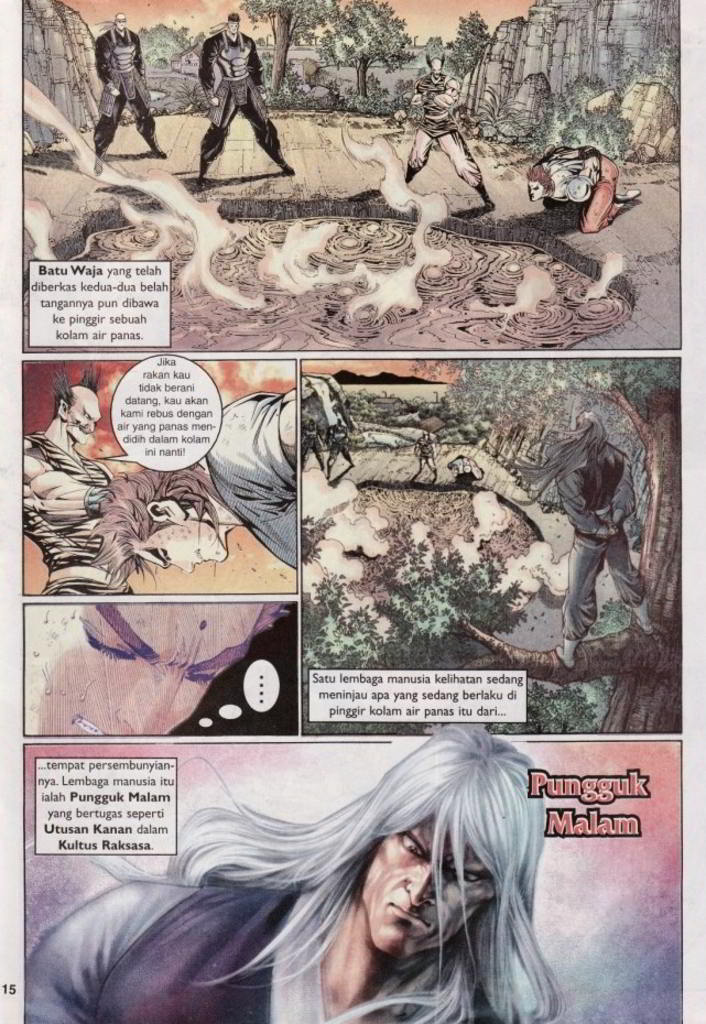 Batu Waja yang telah
diberkas kedua-dua belah
tangannya pun dibawa
ke pinggir sebuah
kolam air panas.
Jika
rakan kau
tidak berani
datang, kau akan
kami rebus dengan
air yang panas men-
didih dalam kolam
ini nanti!
Satu lembaga manusia kelihatan sedang
meninjau apa yang sedang berlaku di
pinggir kolam air panas itu dari...
....
...tempat persembunyian-
nya. Lembaga manusia itu
ialah Pungguk Malam
yang bertugas seperti
Utusan Kanan dalam
Kultus Raksasa.
Pungguk
Malam
15